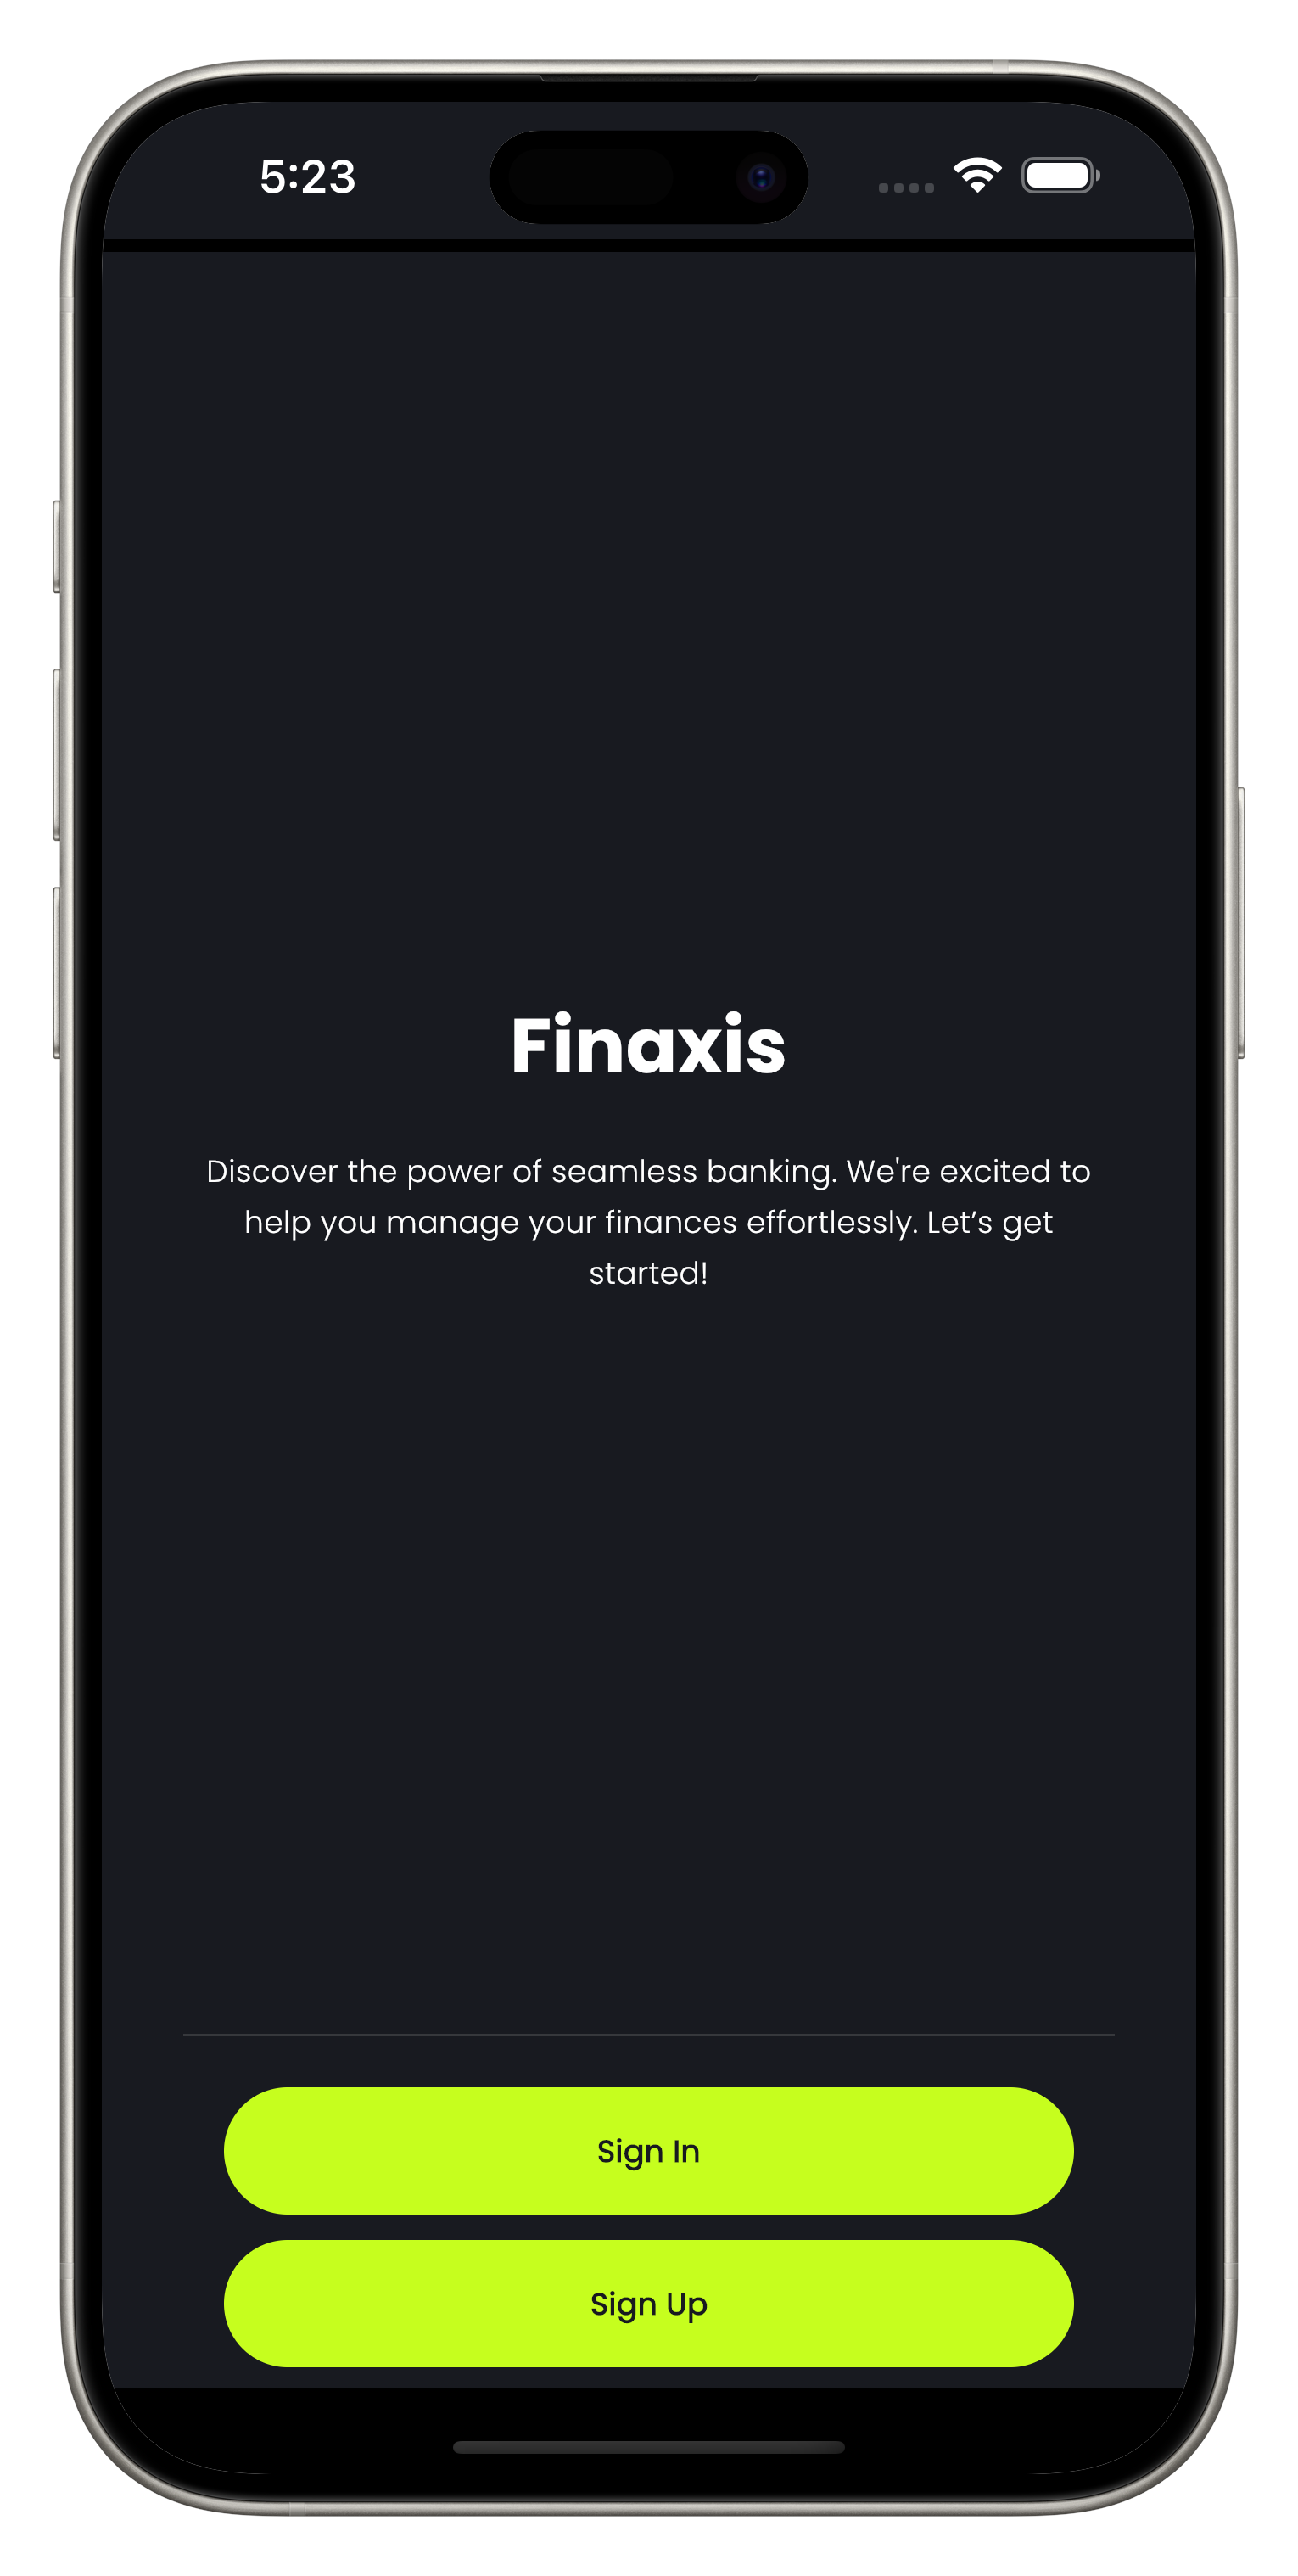 5:23
Finaxis
Discover the power of seamless banking. We're excited to
help you manage your finances effortlessly. Let’s get
started!
Sign In
Sign Up